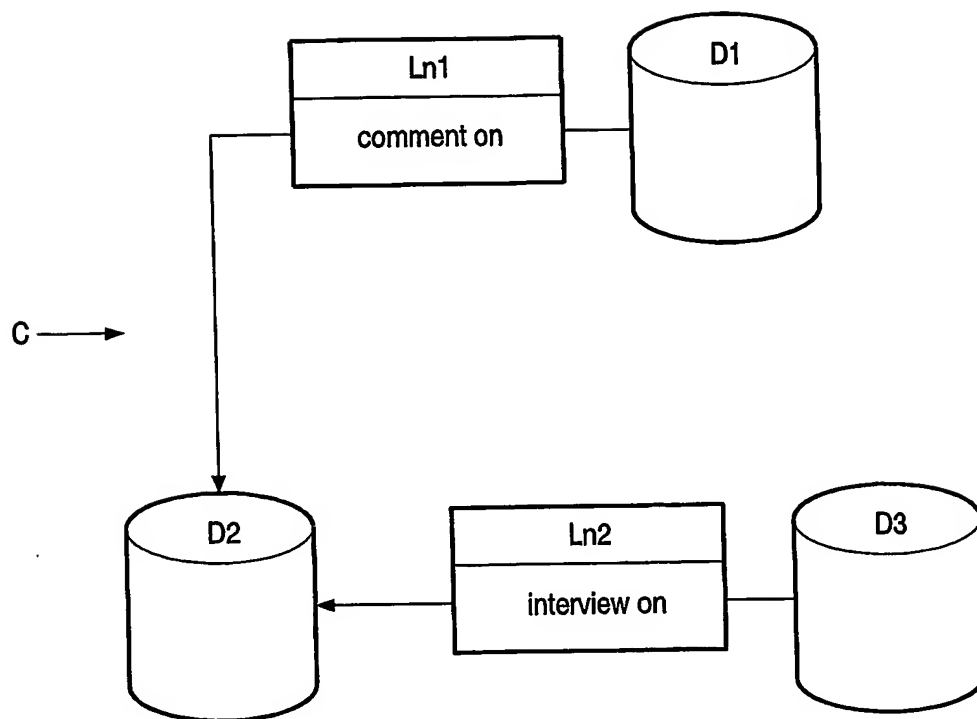 Ln1
comment on
D1
C
D2
Ln2
interview on
D3